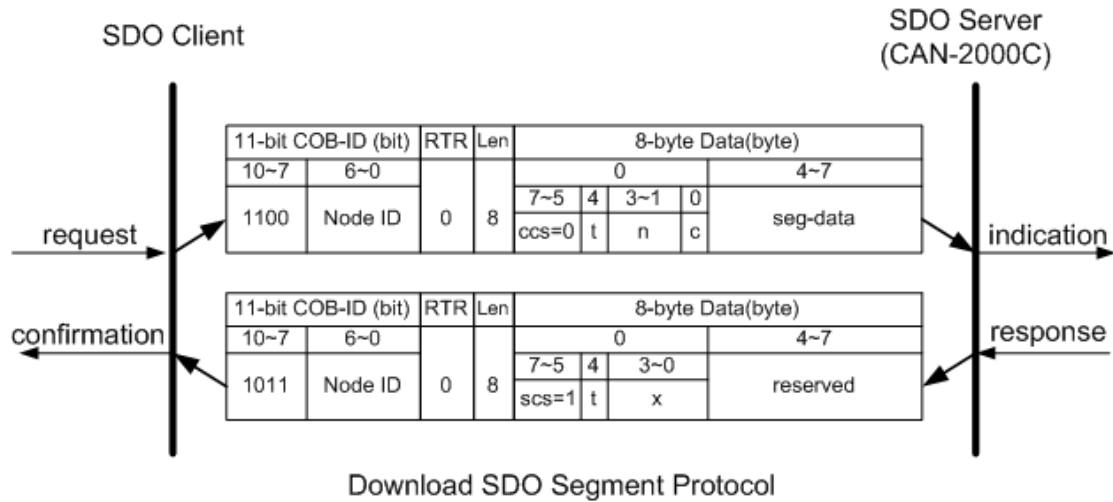 SDO Client
SDO Server
(CAN-2000C)
11-bit COB-ID (bit) RTR Len 8-byte Data(byte)
10~7 6~0 0 4~7
7~5 4 3~1 0
1100 Node ID 0 8 seg-data
ccs=0 t n c
request
indication
11-bit COB-ID (bit) RTR Len 8-byte Data(byte)
10~7 6~0 0 4~7
confirmation
response
7~5 4 3~0
1011 Node ID 0 8 reserved
scs=1 t x
Download SDO Segment Protocol